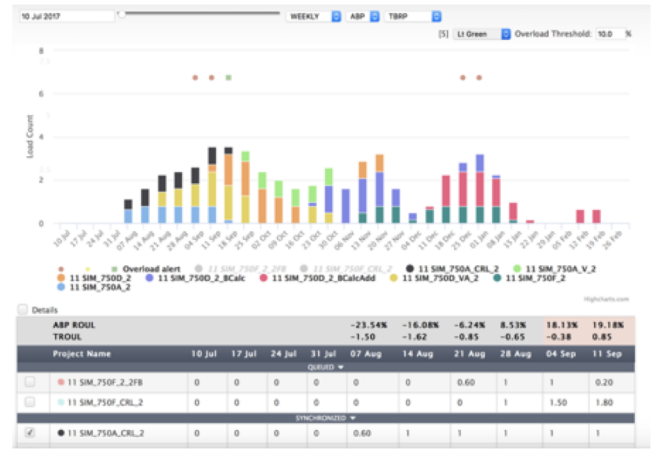 10 Jul 2017 WEEKLY ABP TBRP
[5] Lt Green Overload Threshold: 10.0 %
8
6
4
2
0
Load Count
10 Jul 17 Jul 24 Jul 31 Jul 07 Aug 14 Aug 21 Aug 28 Aug 04 Sep 11 Sep 18 Sep 25 Sep 02 Oct 09 Oct 16 Oct 23 Oct 30 Oct 06 Nov 13 Nov 20 Nov 27 Nov 04 Dec 11 Dec 18 Dec 25 Dec 01 Jan 08 Jan 15 Jan 22 Jan 29 Jan 05 Feb 12 Feb 19 Feb 26 Feb
Overload alert 11 SIM_750F_2_2FB 11 SIM_750F_CRL_2 11 SIM_750A_CRL_2 11 SIM_750A_V_2
11 SIM_750D_2 11 SIM_750D_2_BCalc 11 SIM_750D_2_BCalcAdd 11 SIM_750D_VA_2 11 SIM_750F_2
11 SIM_750A_2
Highcharts.com
Details
ABP ROUL -23.54% -16.08% -6.24% 8.53% 18.13% 19.18%
TROUL -1.50 -1.62 -0.85 -0.65 -0.38 0.85
Project Name 10 Jul 17 Jul 24 Jul 31 Jul 07 Aug 14 Aug 21 Aug 28 Aug 04 Sep 11 Sep
QUEUED
11 SIM_750F_2_2FB 0 0 0 0 0 0 0.60 1 1 0.20
11 SIM_750F_CRL_2 0 0 0 0 0 0 0 1 1.50 1.80
SYNCHRONIZED
11 SIM_750A_CRL_2 0 0 0 0 0.60 1 1 1 1 1